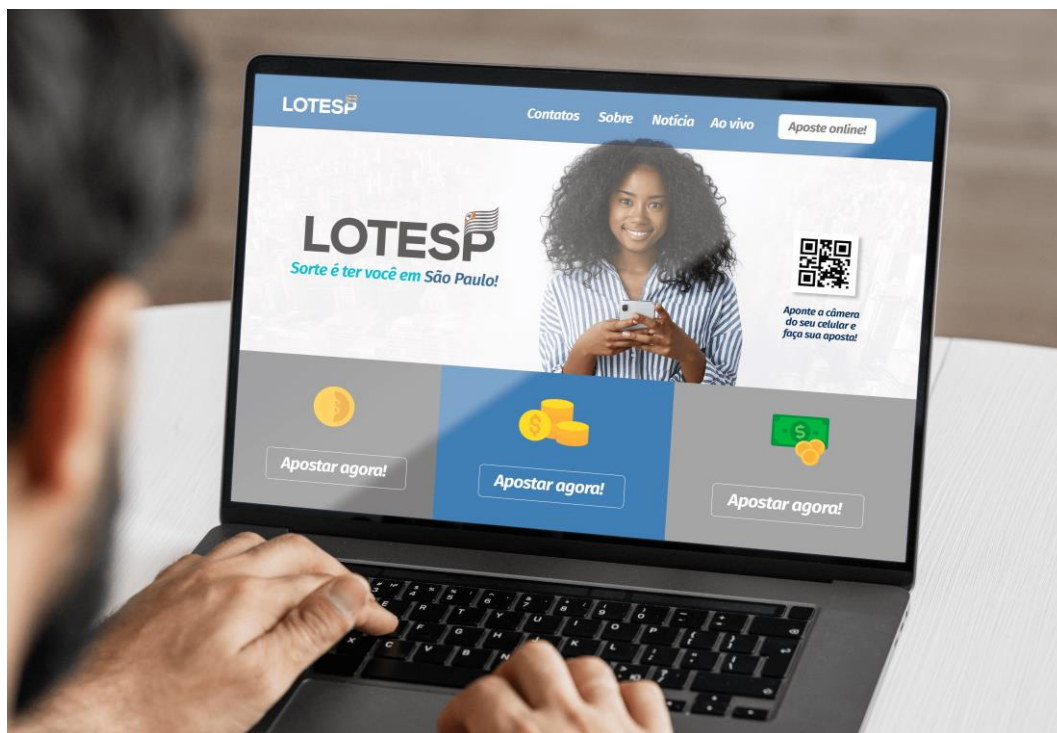 LOTESP
Contatos Sobre Notícia Ao vivo Aposte online!
LOTESP
Sorte é ter você em São Paulo!
Aponte a câmera
do seu celular e
faça sua aposta!
Apostar agora!
Apostar agora!
Apostar agora!